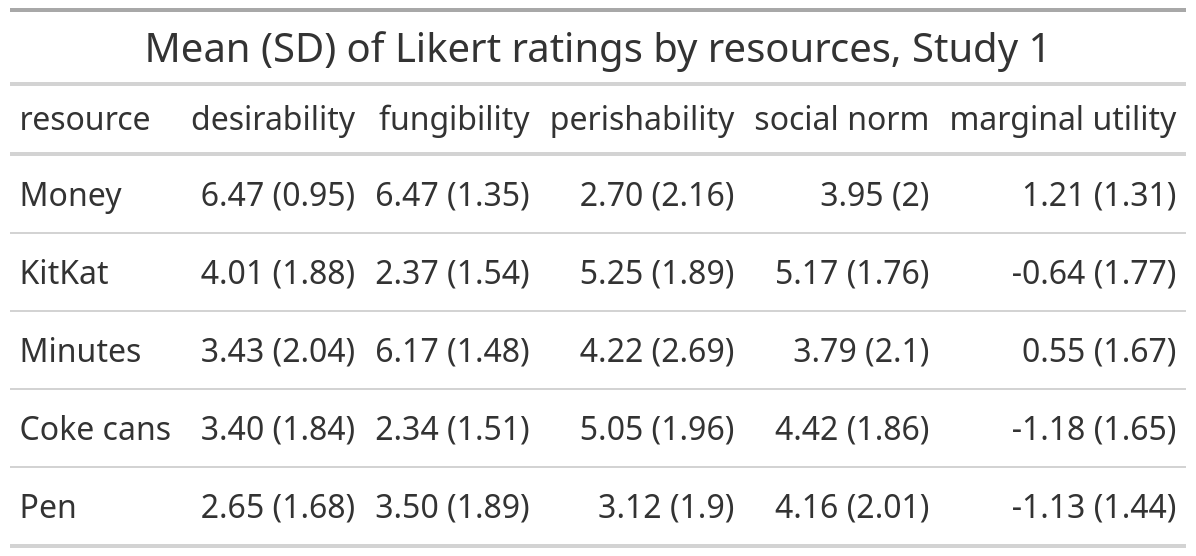 Mean (SD) of Likert ratings by resources, Study 1
resource desirability fungibility perishability social norm marginal utility
Money 6.47 (0.95) 6.47 (1.35) 2.70 (2.16) 3.95 (2) 1.21 (1.31)
KitKat 4.01 (1.88) 2.37 (1.54) 5.25 (1.89) 5.17 (1.76) -0.64 (1.77)
Minutes 3.43 (2.04) 6.17 (1.48) 4.22 (2.69) 3.79 (2.1) 0.55 (1.67)
Coke cans 3.40 (1.84) 2.34 (1.51) 5.05 (1.96) 4.42 (1.86) -1.18 (1.65)
Pen 2.65 (1.68) 3.50 (1.89) 3.12 (1.9) 4.16 (2.01) -1.13 (1.44)